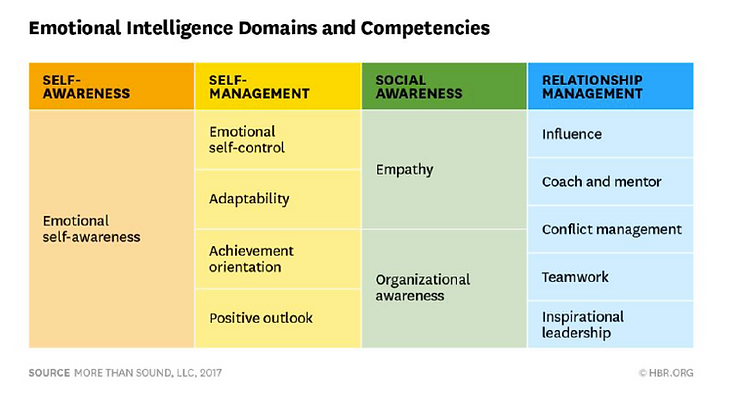 Emotional Intelligence Domains and Competencies
SELF-
AWARENESS
SELF-
MANAGEMENT
SOCIAL
AWARENESS
RELATIONSHIP
MANAGEMENT
Emotional
self-awareness
Emotional
self-control
Adaptability
Achievement
orientation
Positive outlook
Empathy
Organizational
awareness
Influence
Coach and mentor
Conflict management
Teamwork
Inspirational
leadership
SOURCE MORE THAN SOUND, LLC, 2017
© HBR.ORG